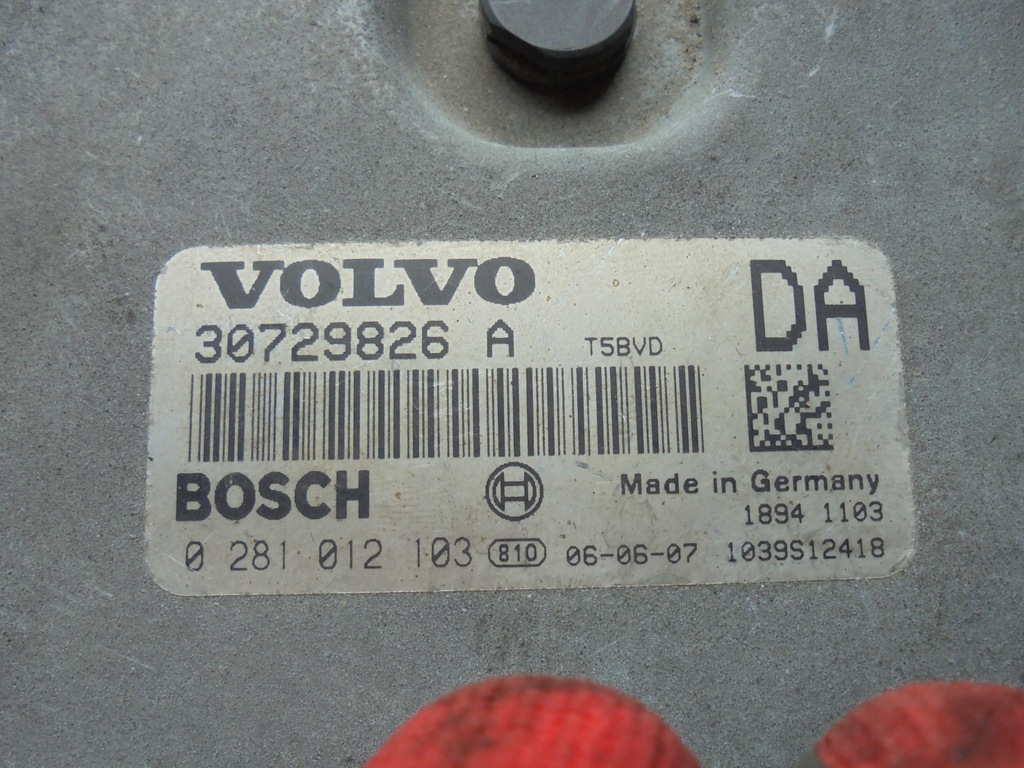 VOLVO
30729826 A T5BVD DA
BOSCH
Made in Germany
1894 1103
0 281 012 103 810 06-06-07 1039S12418